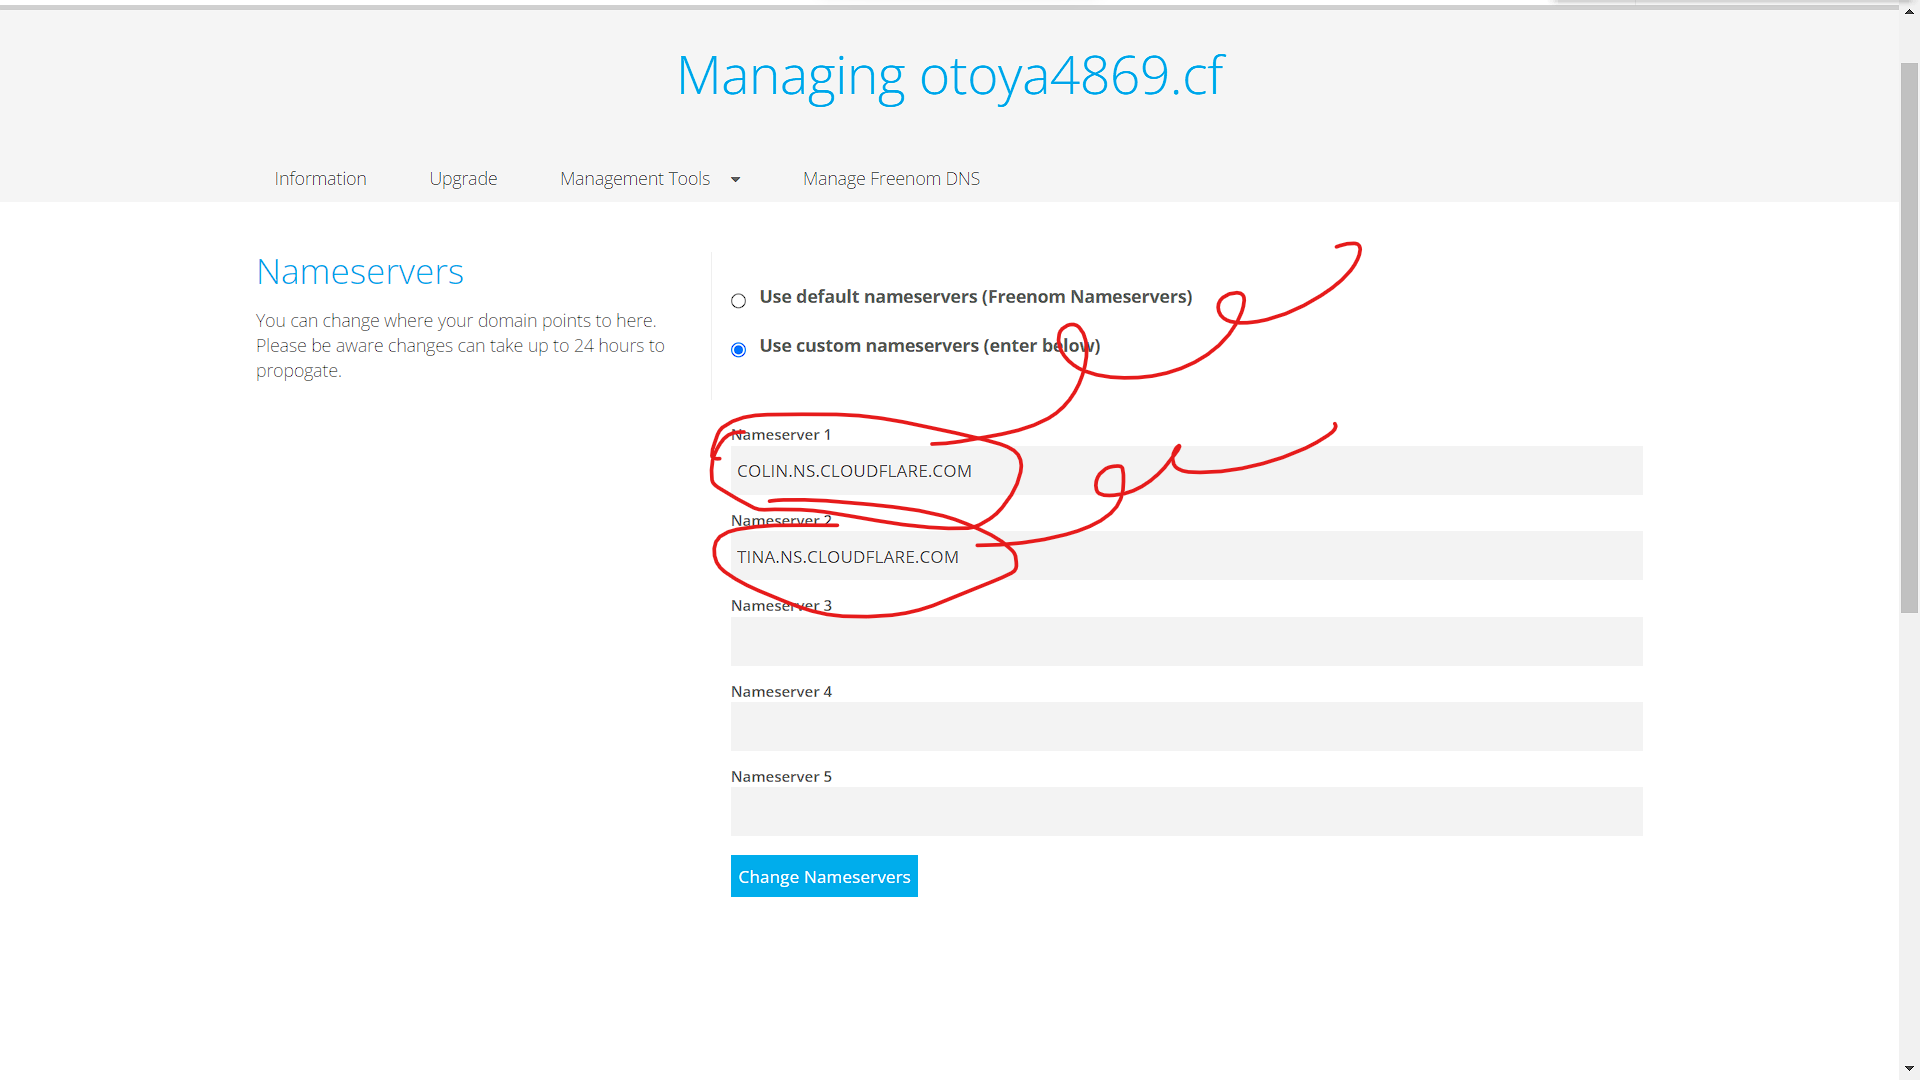 Managing otoya4869.cf
Information Upgrade Management Tools Manage Freenom DNS
Nameservers
You can change where your domain points to here.
Please be aware changes can take up to 24 hours to
propogate.
Use default nameservers (Freenom Nameservers)
Use custom nameservers (enter below)
Nameserver 1
COLIN.NS.CLOUDFLARE.COM
Nameserver 2
TINA.NS.CLOUDFLARE.COM
Nameserver 3
Nameserver 4
Nameserver 5
Change Nameservers